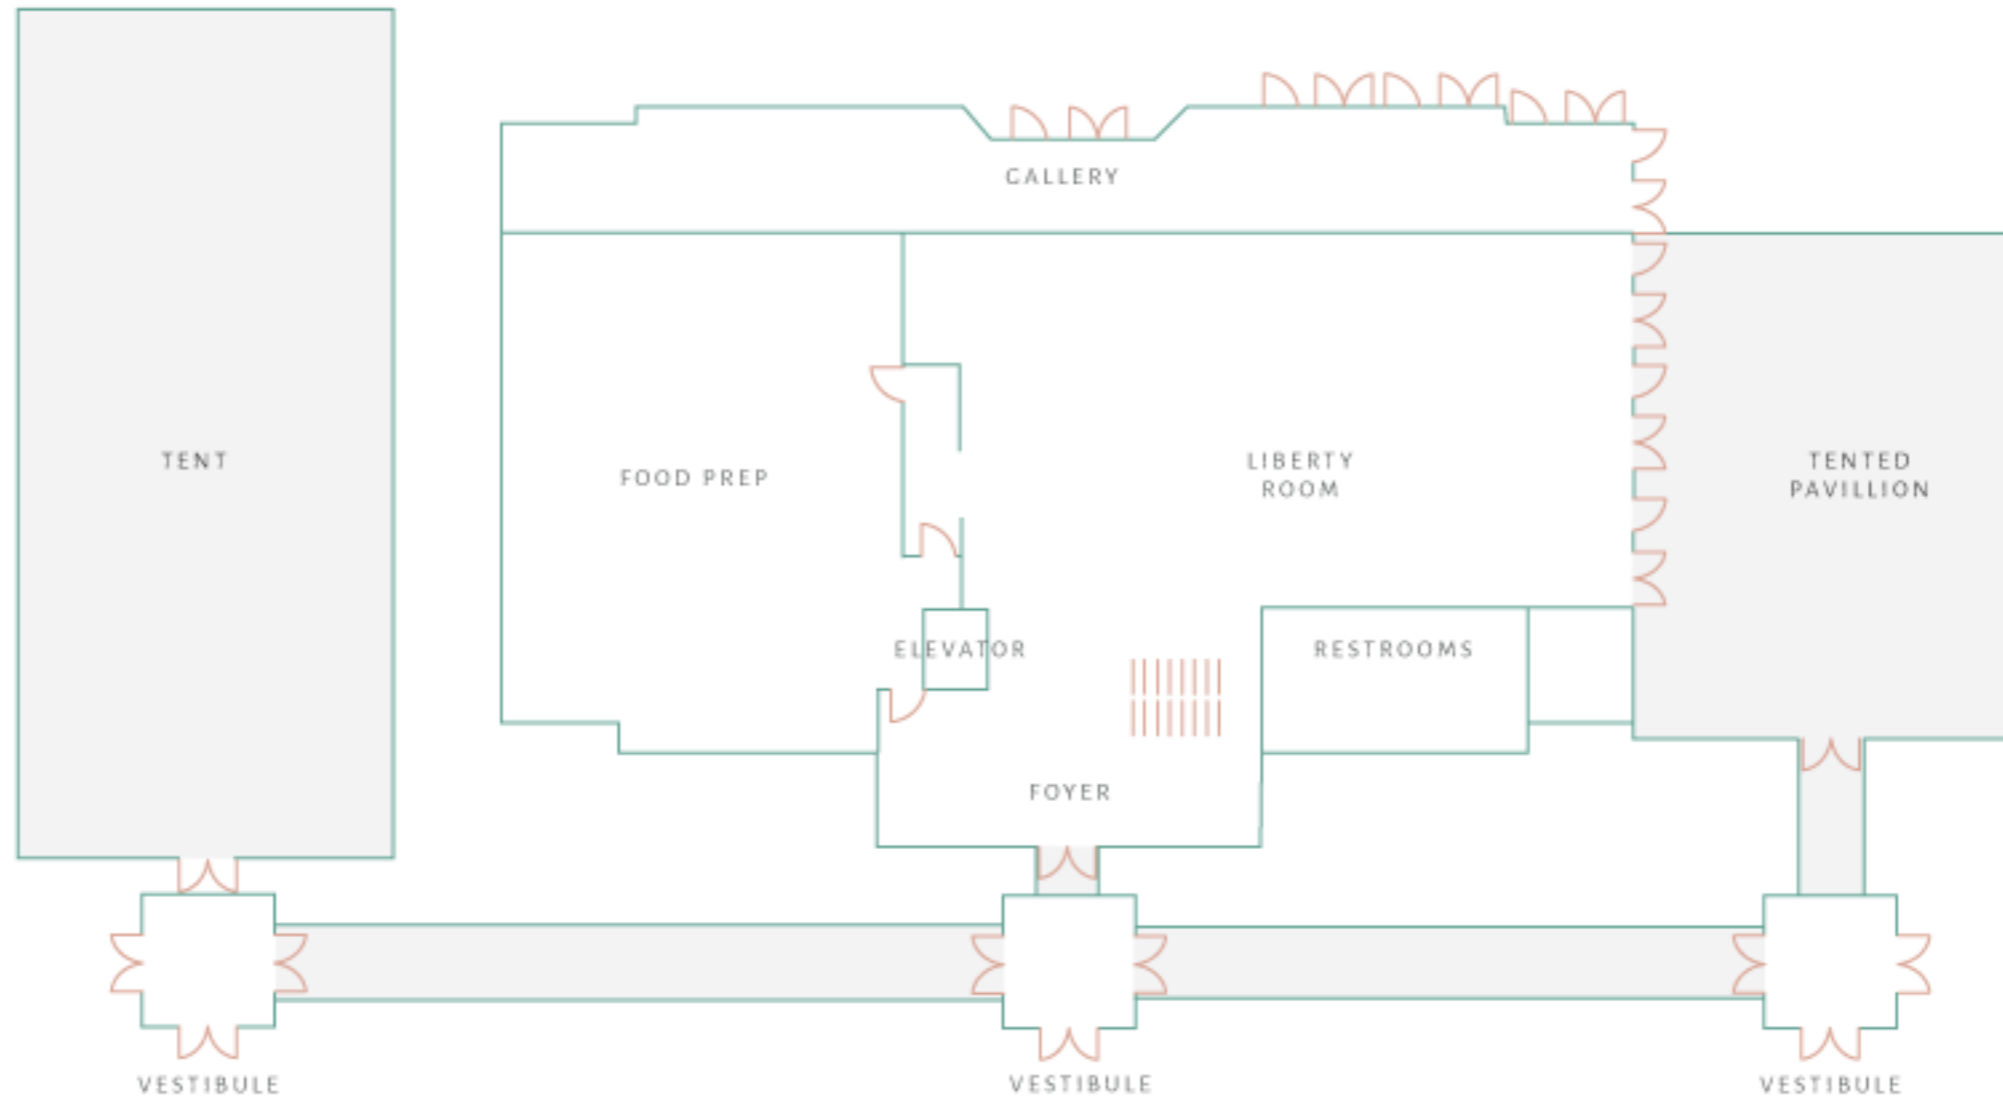 GALLERY
TENT
FOOD PREP
LIBERTY
ROOM
TENTED
PAVILLION
ELEVATOR
RESTROOMS
FOYER
VESTIBULE
VESTIBULE
VESTIBULE